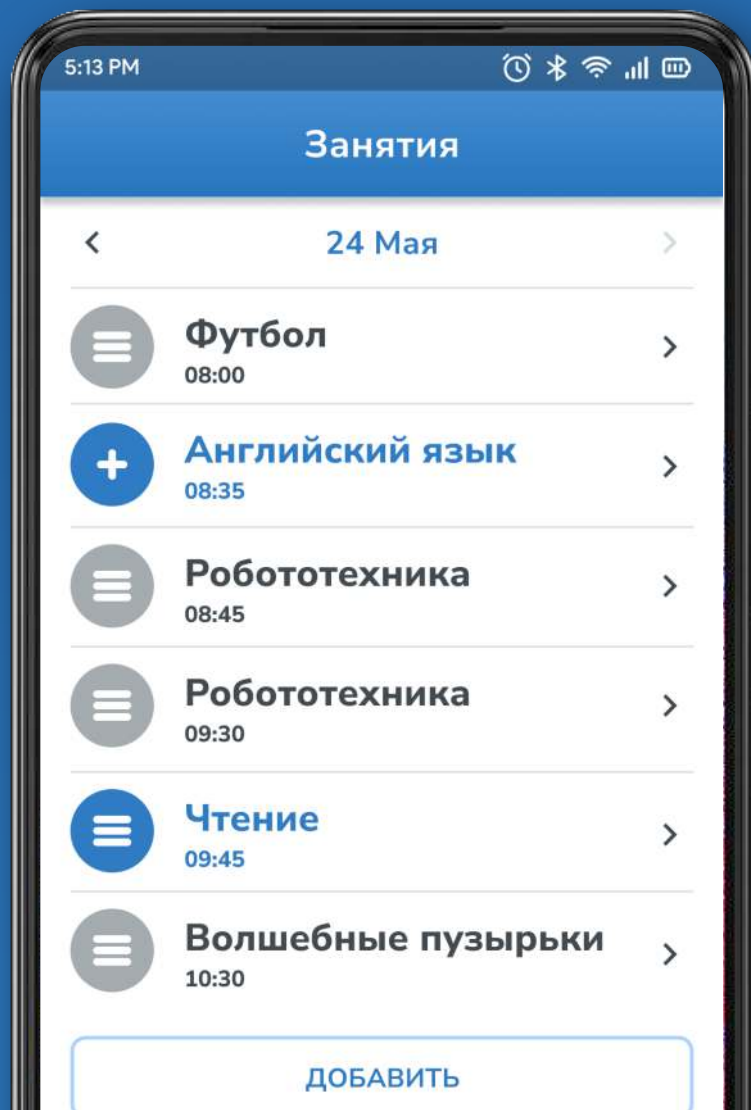 5:13 PM
Занятия
24 Мая
Футбол
08:00
Английский язык
08:35
Робототехника
08:45
Робототехника
09:30
Чтение
09:45
Волшебные пузырьки
10:30
ДОБАВИТЬ